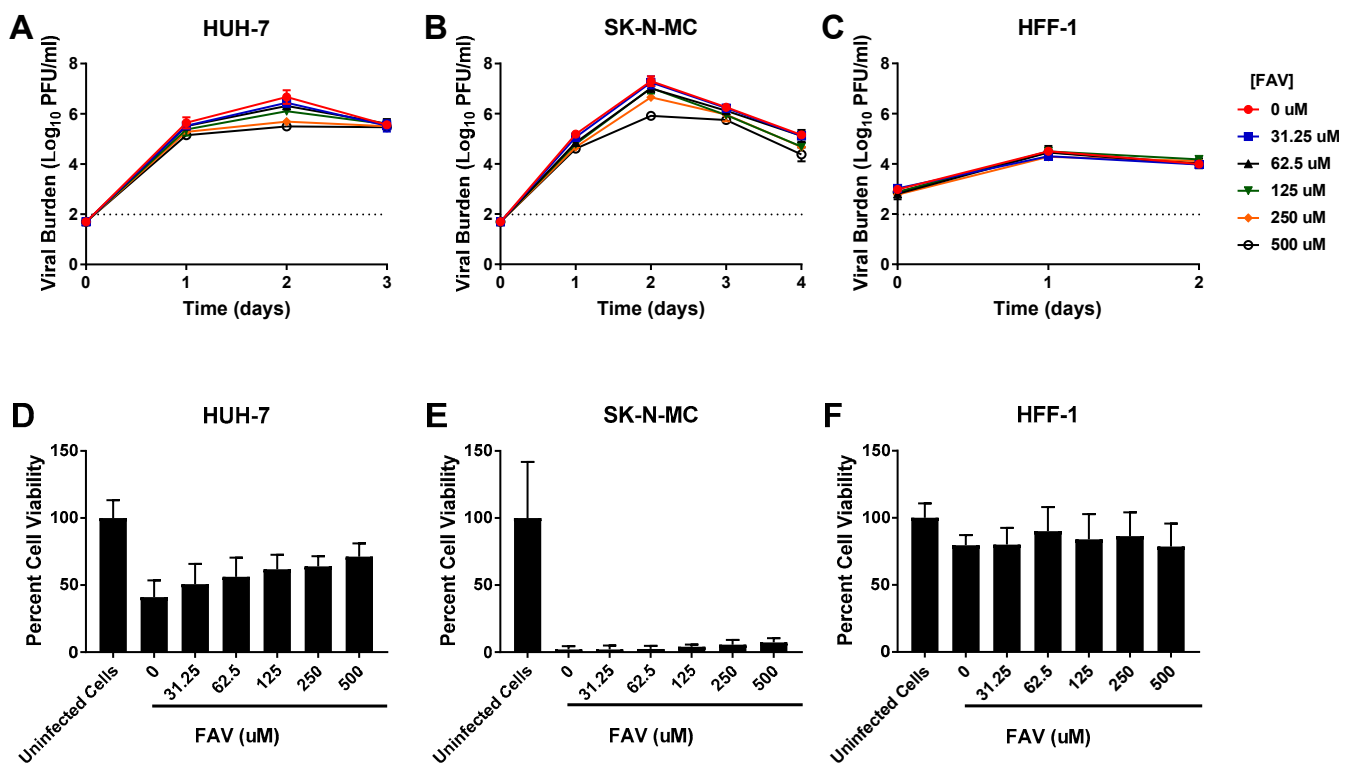 A
HUH-7
Viral Burden (Log10 PFU/ml)
8
6
4
2
0
0 1 2 3
Time (days)
B
SK-N-MC
Viral Burden (Log10 PFU/ml)
8
6
4
2
0
0 1 2 3 4
Time (days)
C
HFF-1
Viral Burden (Log10 PFU/ml)
8
6
4
2
0
0 1 2
Time (days)
[FAV]
0 uM
31.25 uM
62.5 uM
125 uM
250 uM
500 uM
D
HUH-7
Percent Cell Viability
150
100
50
0
Uninfected Cells
0
31.25
62.5
125
250
500
FAV (uM)
E
SK-N-MC
Percent Cell Viability
150
100
50
0
Uninfected Cells
0
31.25
62.5
125
250
500
FAV (uM)
F
HFF-1
Percent Cell Viability
150
100
50
0
Uninfected Cells
0
31.25
62.5
125
250
500
FAV (uM)